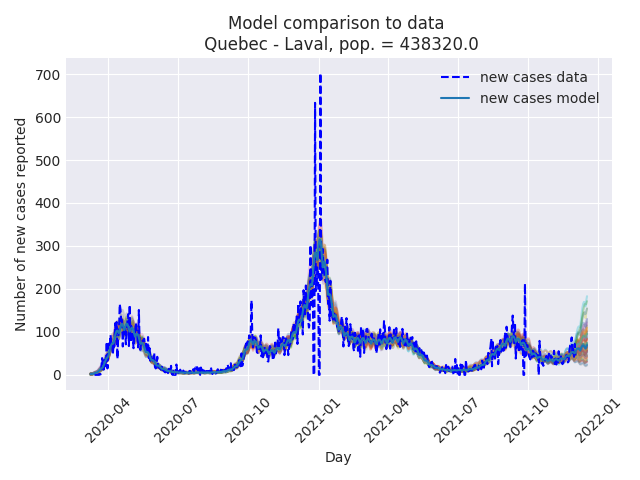 Model comparison to data
Quebec - Laval, pop. = 438320.0
new cases data
new cases model
Number of new cases reported
700
600
500
400
300
200
100
0
2020-04
2020-07
2020-10
2021-01
2021-04
2021-07
2021-10
2022-01
Day